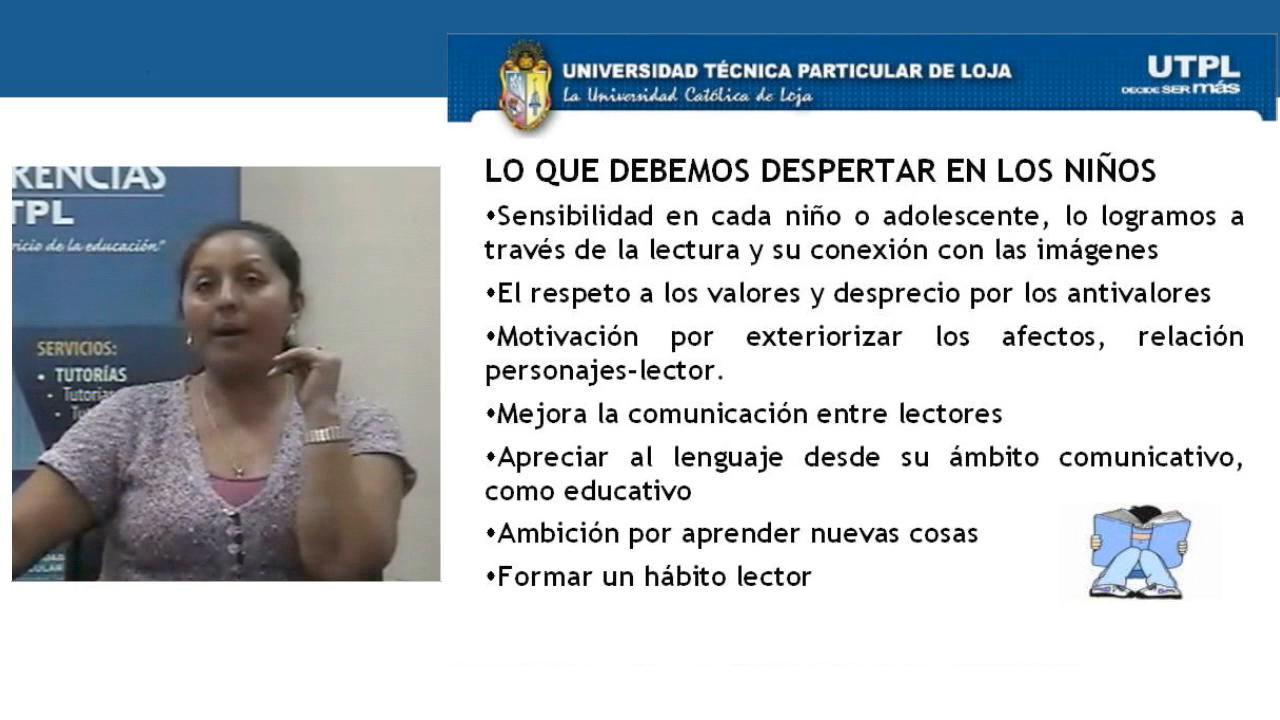 UNIVERSIDAD TÉCNICA PARTICULAR DE LOJA
La Universidad Católica de Loja
UTPL
DECIDE SER más
LO QUE DEBEMOS DESPERTAR EN LOS NIÑOS
•Sensibilidad en cada niño o adolescente, lo logramos a
través de la lectura y su conexión con las imágenes
•El respeto a los valores y desprecio por los antivalores
•Motivación por exteriorizar los afectos, relación
personajes-lector.
•Mejora la comunicación entre lectores
•Apreciar al lenguaje desde su ámbito comunicativo,
como educativo
•Ambición por aprender nuevas cosas
•Formar un hábito lector
RENCIAS
TPL
de la educación"
SERVICIOS:
• TUTORÍAS